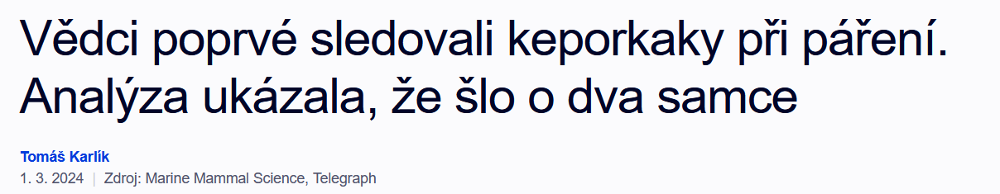 Vědci poprvé sledovali keporkaky při páření.
Analýza ukázala, že šlo o dva samce
Tomáš Karlík
1. 3. 2024 | Zdroj: Marine Mammal Science, Telegraph